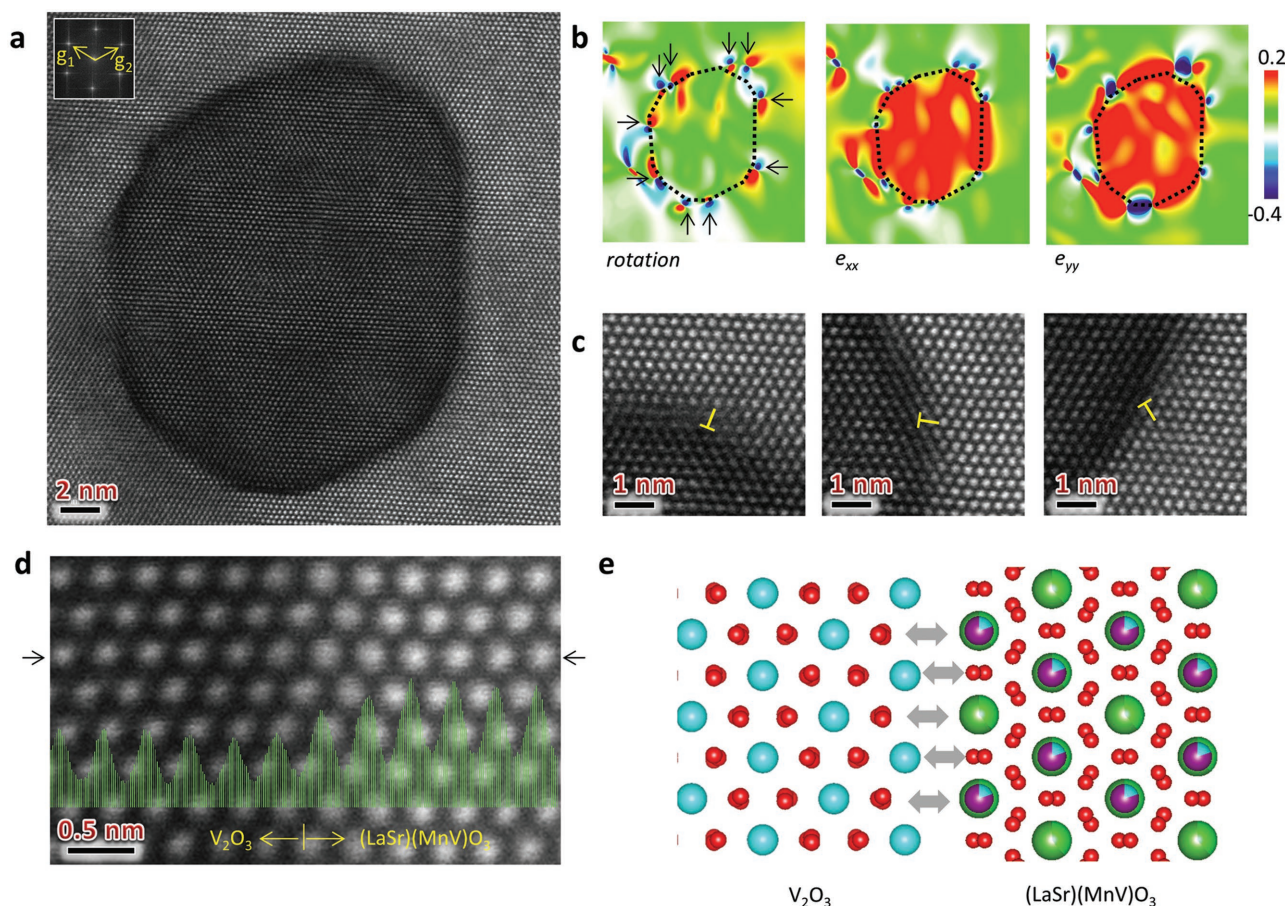 a
g1
g2
2 nm
b
0.2
-0.4
rotation
exx
eyy
c
1 nm
1 nm
1 nm
d
0.5 nm
V2O3
(LaSr)(MnV)O3
e
V2O3
(LaSr)(MnV)O3